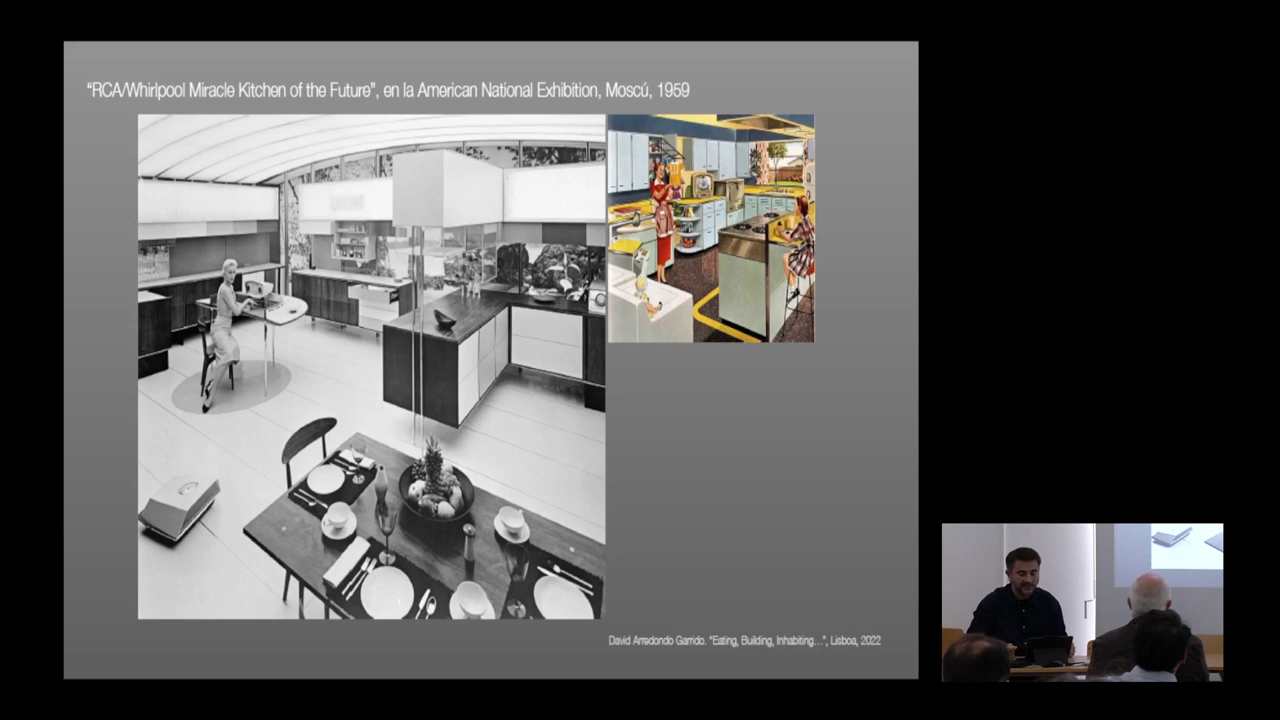 “RCA/Whirlpool Miracle Kitchen of the Future”, en la American National Exhibition, Moscú, 1959
David Arredondo Garrido. “Eating, Building, Inhabiting...”, Lisboa, 2022